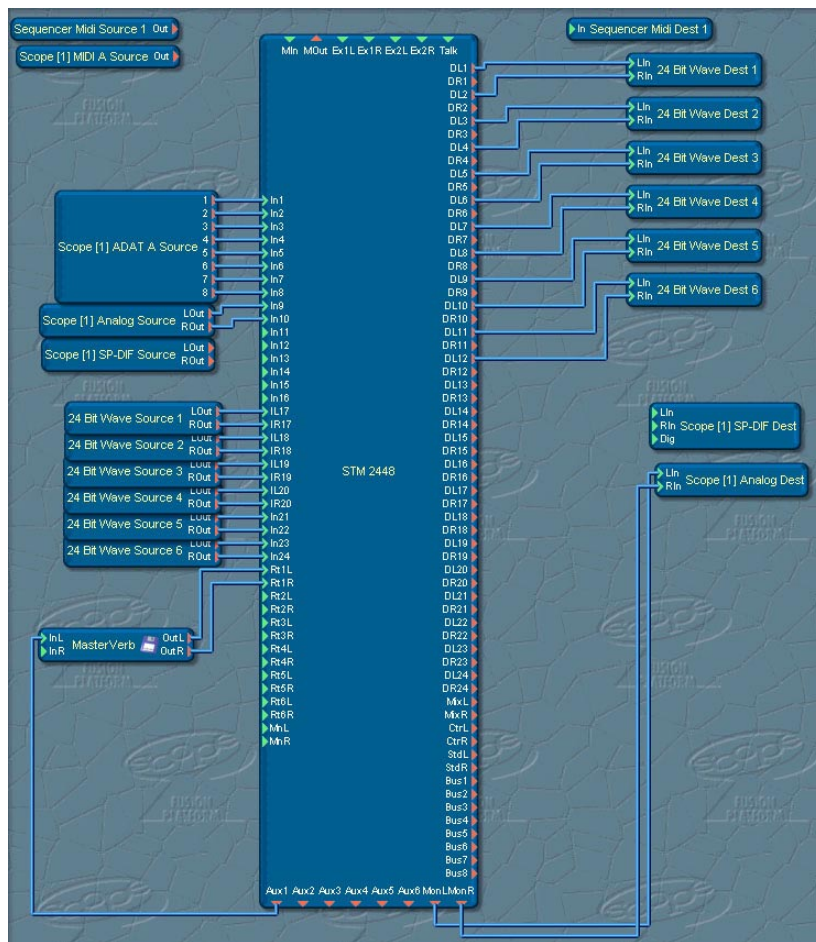 Sequencer Midi Source 1 Out
Scope [1] MIDI A Source Out
In Sequencer Midi Dest 1
MIn MOut Ex1L Ex1R Ex2L Ex2R Talk
DL1
DR1
DL2
DR2
DL3
DR3
DL4
DR4
DL5
DR5
DL6
DR6
DL7
DR7
DL8
DR8
DL9
DR9
DL10
DR10
DL11
DR11
DL12
DR12
DL13
DR13
DL14
DR14
DL15
DR15
DL16
DR16
DL17
DR17
DL18
DR18
DL19
DR19
DL20
DR20
DL21
DR21
DL22
DR22
DL23
DR23
DL24
DR24
MixL
MixR
CtrL
CtrR
StdL
StdR
Bus1
Bus2
Bus3
Bus4
Bus5
Bus6
Bus7
Bus8
LIn
RIn 24 Bit Wave Dest 1
LIn
RIn 24 Bit Wave Dest 2
LIn
RIn 24 Bit Wave Dest 3
LIn
RIn 24 Bit Wave Dest 4
LIn
RIn 24 Bit Wave Dest 5
LIn
RIn 24 Bit Wave Dest 6
Scope [1] ADAT A Source
1
2
3
4
5
6
7
8
Scope [1] Analog Source LOut
ROut
Scope [1] SP-DIF Source LOut
ROut
In1
In2
In3
In4
In5
In6
In7
In8
In9
In10
In11
In12
In13
In14
In15
In16
IL17
IR17
IL18
IR18
IL19
IR19
IL20
IR20
In21
In22
In23
In24
Rt1L
Rt1R
Rt2L
Rt2R
Rt3L
Rt3R
Rt4L
Rt4R
Rt5L
Rt5R
Rt6L
Rt6R
MnL
MnR
24 Bit Wave Source 1 LOut
ROut
24 Bit Wave Source 2 LOut
ROut
24 Bit Wave Source 3 LOut
ROut
24 Bit Wave Source 4 LOut
ROut
24 Bit Wave Source 5 LOut
ROut
24 Bit Wave Source 6 LOut
ROut
STM 2448
LIn
RIn Scope [1] SP-DIF Dest
Dig
LIn
RIn Scope [1] Analog Dest
InL
InR
MasterVerb
OutL
OutR
Aux1 Aux2 Aux3 Aux4 Aux5 Aux6 MonL MonR
SCOPE
FUSION
PLATFORM